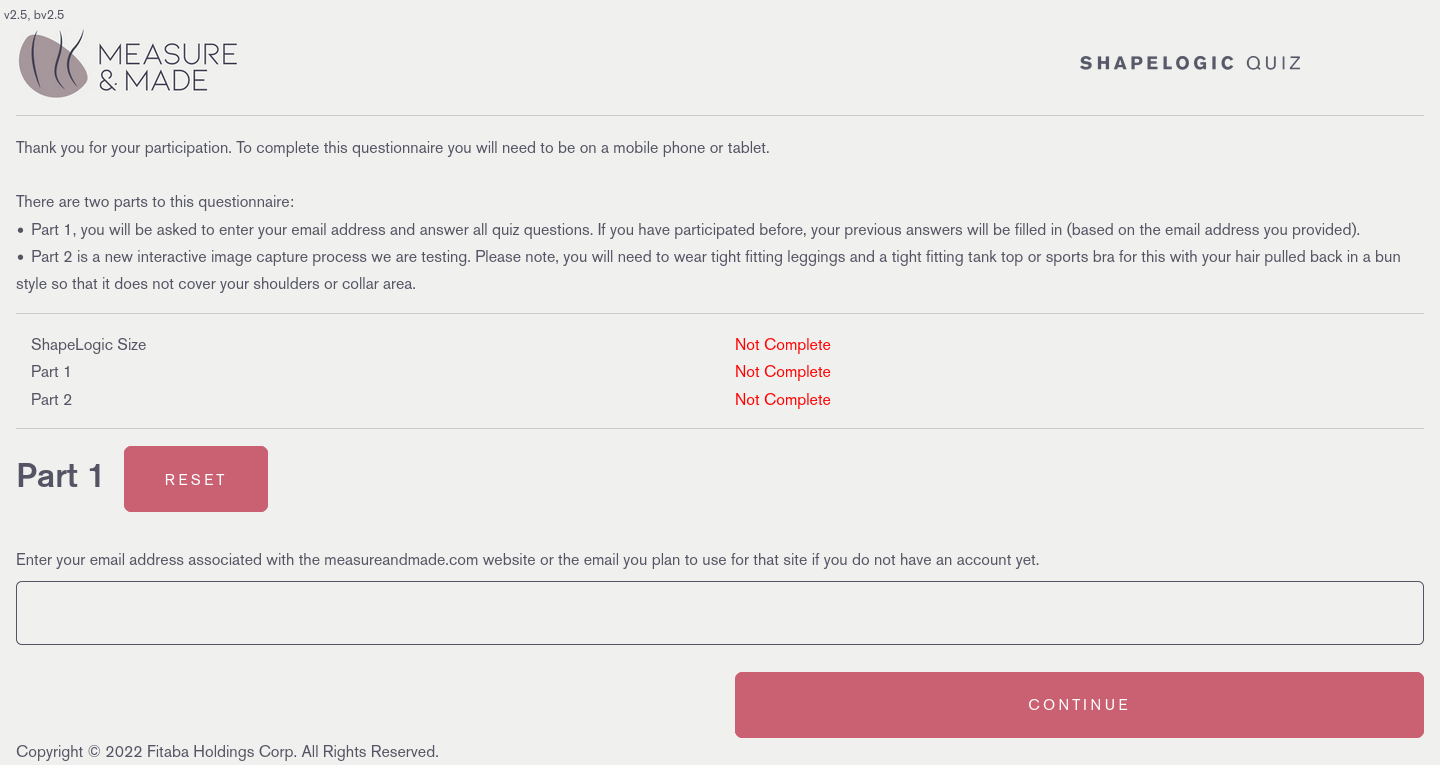 v2.5, bv2.5
MEASURE
& MADE
SHAPELOGIC QUIZ
Thank you for your participation. To complete this questionnaire you will need to be on a mobile phone or tablet.
There are two parts to this questionnaire:
• Part 1, you will be asked to enter your email address and answer all quiz questions. If you have participated before, your previous answers will be filled in (based on the email address you provided).
• Part 2 is a new interactive image capture process we are testing. Please note, you will need to wear tight fitting leggings and a tight fitting tank top or sports bra for this with your hair pulled back in a bun
style so that it does not cover your shoulders or collar area.
ShapeLogic Size Not Complete
Part 1 Not Complete
Part 2 Not Complete
Part 1 RESET
Enter your email address associated with the measureandmade.com website or the email you plan to use for that site if you do not have an account yet.
CONTINUE
Copyright © 2022 Fitaba Holdings Corp. All Rights Reserved.